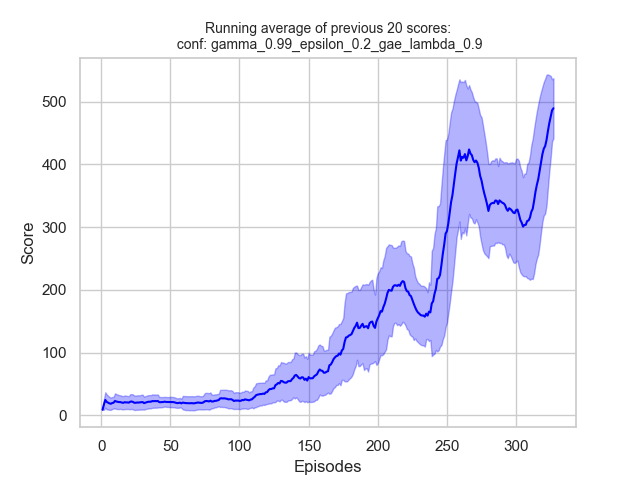 Running average of previous 20 scores:
conf: gamma_0.99_epsilon_0.2_gae_lambda_0.9
500
400
300
200
100
0
Score
0 50 100 150 200 250 300
Episodes